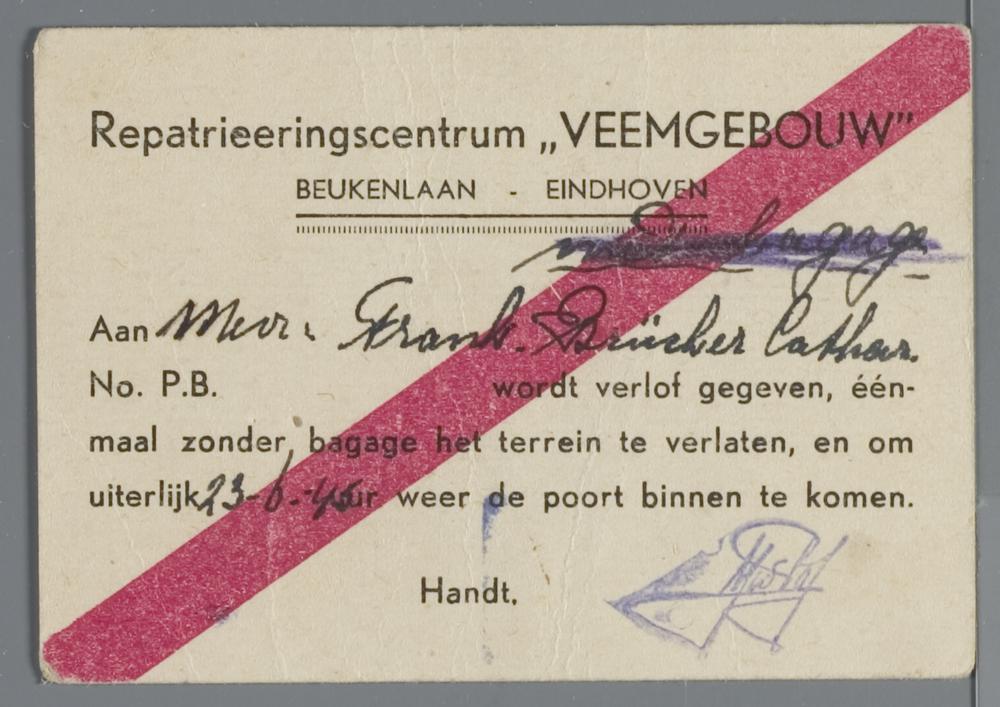 Repatrieeringscentrum „VEEMGEBOUW”
BEUKENLAAN - EINDHOVEN
bagage
Aan Mevr: Frank-Brücher Cathar.
No. P.B. wordt verlof gegeven, één-
maal zonder bagage het terrein te verlaten, en om
uiterlijk 23-6-45 uur weer de poort binnen te komen.
Handt.